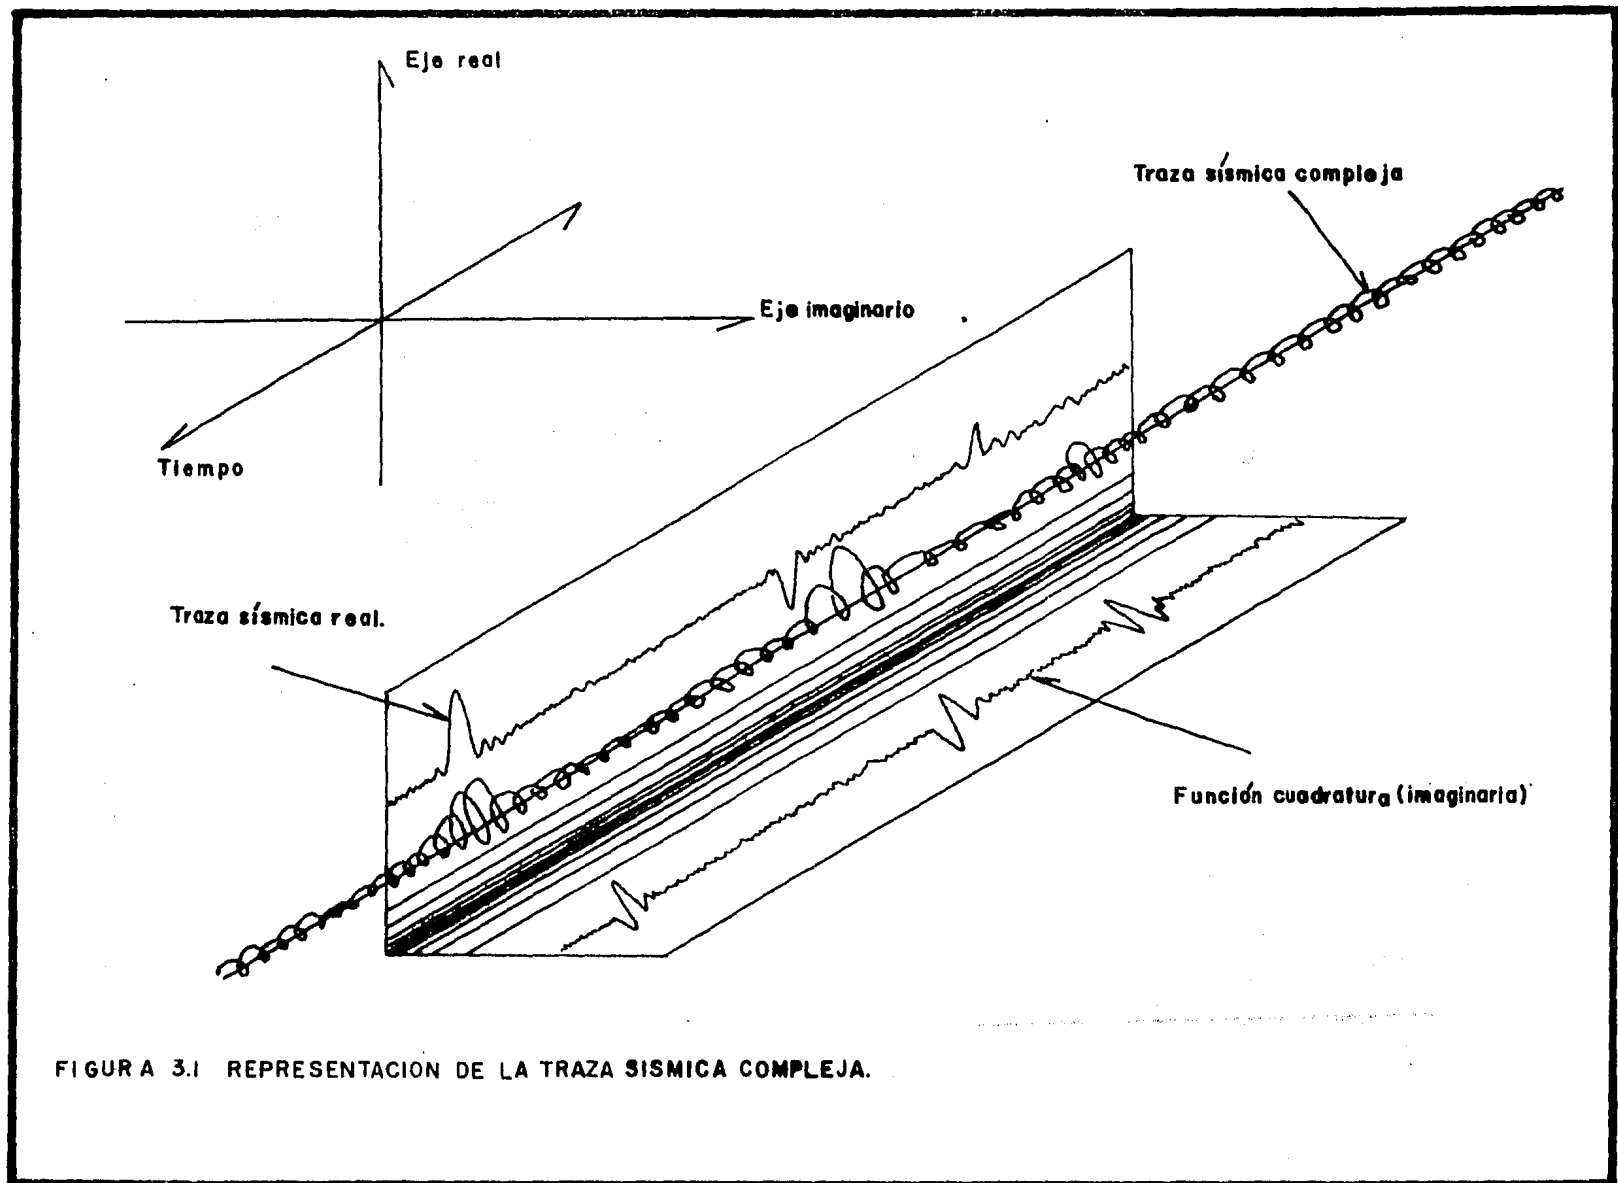 Eje real
Traza sísmica compleja
Eje imaginario
Tiempo
Traza sísmica real.
Función cuadratura (imaginaria)
FIGURA 3.1 REPRESENTACION DE LA TRAZA SISMICA COMPLEJA.